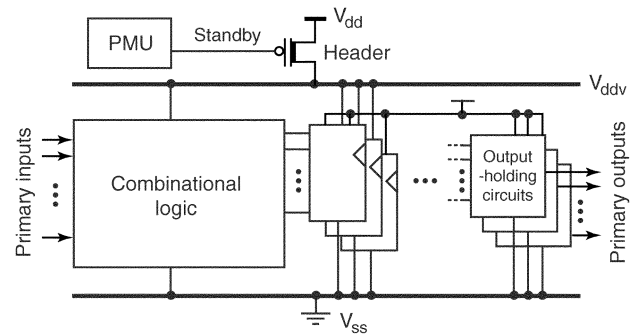 V_dd
PMU
Standby
Header
V_ddv
Primary inputs
Combinational
logic
Output
-holding
circuits
Primary outputs
V_ss